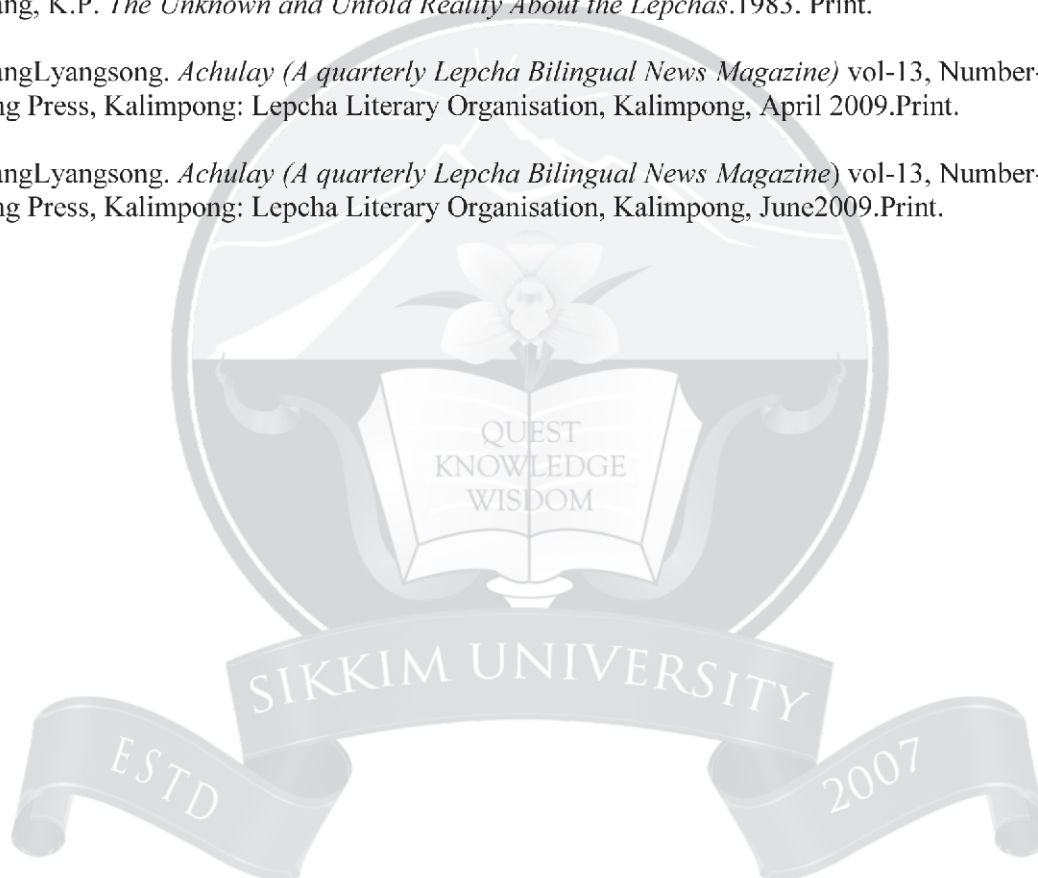 ang, K.P. The Unknown and Untold Reality About the Lepchas.1983. Print.
angLyangsong. Achulay (A quarterly Lepcha Bilingual News Magazine) vol-13, Number-
ng Press, Kalimpong: Lepcha Literary Organisation, Kalimpong, April 2009.Print.
angLyangsong. Achulay (A quarterly Lepcha Bilingual News Magazine) vol-13, Number-
ng Press, Kalimpong: Lepcha Literary Organisation, Kalimpong, June2009.Print.
QUEST
KNOWLEDGE
WISDOM
SIKKIM UNIVERSITY
ESTD
2007